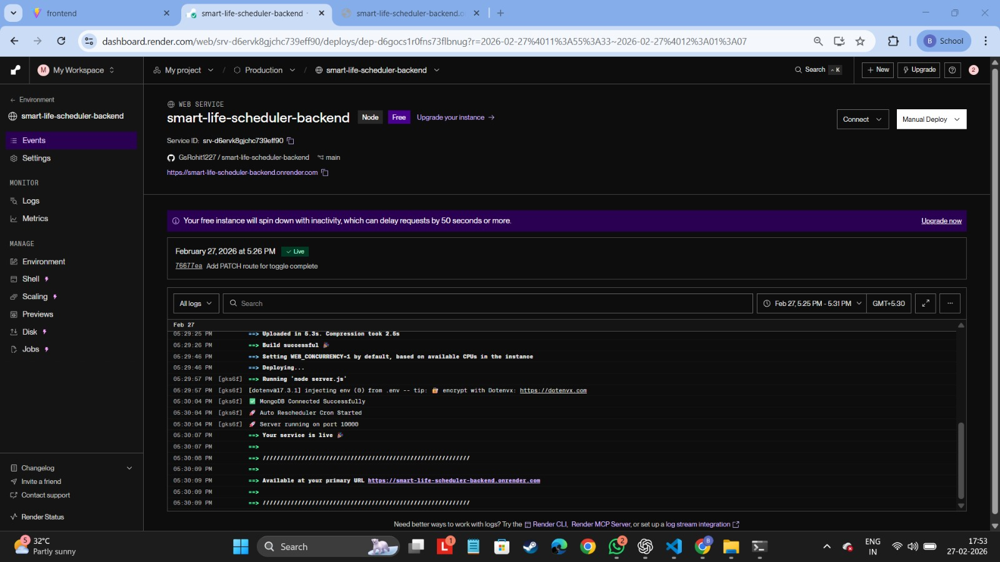 frontend
smart-life-scheduler-backend
smart-life-scheduler-backend.o
dashboard.render.com/web/srv-d6ervk8gjchc739eff90/deploys/dep-d6gocs1r0fns73flbnug?r=2026-02-27%4011%3A55%3A33~2026-02-27%4012%3A01%3A07
B School
M My Workspace
My project / Production / smart-life-scheduler-backend
Search ^ K
+ New
Upgrade
2
← Environment
smart-life-scheduler-backend
Events
Settings
MONITOR
Logs
Metrics
MANAGE
Environment
Shell
Scaling
Previews
Disk
Jobs
Changelog
Invite a friend
Contact support
Render Status
WEB SERVICE
smart-life-scheduler-backend Node Free Upgrade your instance →
Connect
Manual Deploy
Service ID: srv-d6ervk8gjchc739eff90
GsRohit1227 / smart-life-scheduler-backend main
https://smart-life-scheduler-backend.onrender.com
Your free instance will spin down with inactivity, which can delay requests by 50 seconds or more. Upgrade now
February 27, 2026 at 5:26 PM ✓ Live
76677ea Add PATCH route for toggle complete
All logs Search Feb 27, 5:25 PM - 5:31 PM GMT+5:30 ...
Feb 27
05:29:25 PM ==> Uploaded in 5.3s. Compression took 2.5s
05:29:26 PM ==> Build successful 🎉
05:29:46 PM ==> Setting WEB_CONCURRENCY=1 by default, based on available CPUs in the instance
05:29:46 PM ==> Deploying...
05:29:57 PM [gks6f] ==> Running 'node server.js'
05:29:57 PM [gks6f] [dotenv@17.3.1] injecting env (0) from .env -- tip: 🔐 encrypt with Dotenvx: https://dotenvx.com
05:30:04 PM [gks6f] ✅ MongoDB Connected Successfully
05:30:04 PM [gks6f] 🚀 Auto Rescheduler Cron Started
05:30:04 PM [gks6f] 🚀 Server running on port 10000
05:30:07 PM ==> Your service is live 🎉
05:30:07 PM ==>
05:30:08 PM ==> ///////////////////////////////////////////////////////////
05:30:09 PM ==>
05:30:09 PM ==> Available at your primary URL https://smart-life-scheduler-backend.onrender.com
05:30:09 PM ==>
05:30:09 PM ==> ///////////////////////////////////////////////////////////
Need better ways to work with logs? Try the Render CLI, Render MCP Server, or set up a log stream integration
5 32°C
Partly sunny
Search
L 1
2
B
ENG
IN
17:53
27-02-2026